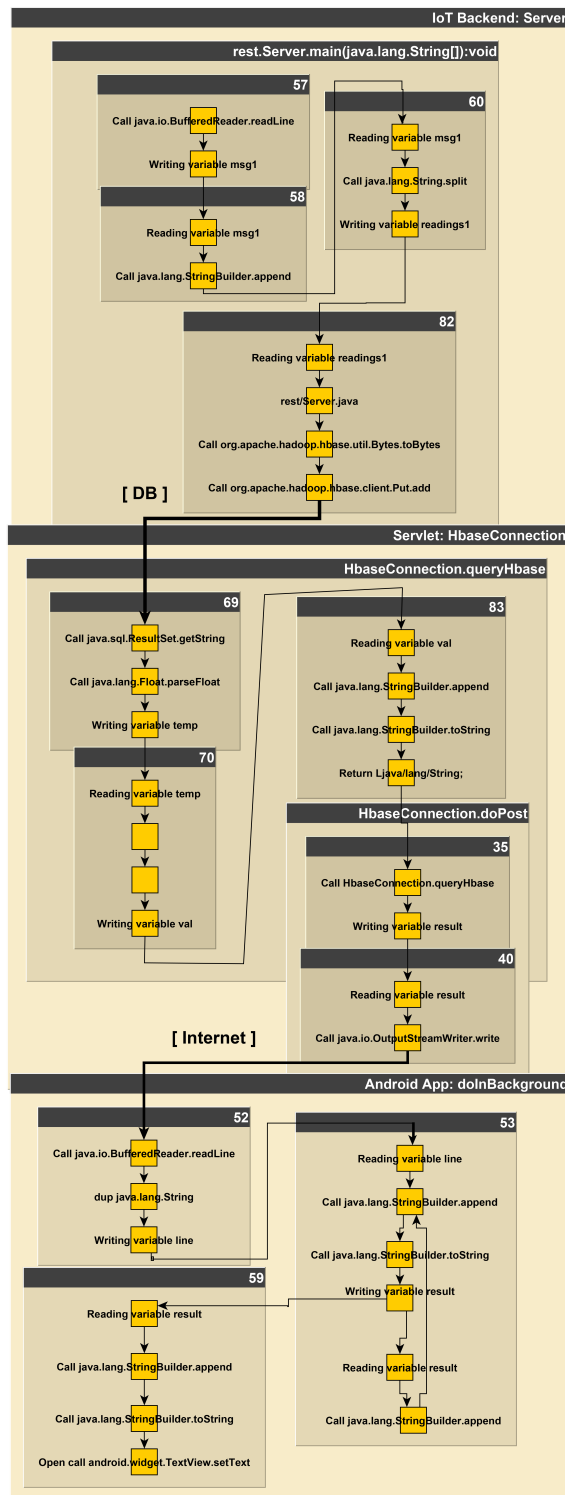 IoT Backend: Server
rest.Server.main(java.lang.String[]):void
57
Call java.io.BufferedReader.readLine
Writing variable msg1
58
Reading variable msg1
Call java.lang.StringBuilder.append
60
Reading variable msg1
Call java.lang.String.split
Writing variable readings1
82
Reading variable readings1
rest/Server.java
Call org.apache.hadoop.hbase.util.Bytes.toBytes
Call org.apache.hadoop.hbase.client.Put.add
[ DB ]
Servlet: HbaseConnection
HbaseConnection.queryHbase
69
Call java.sql.ResultSet.getString
Call java.lang.Float.parseFloat
Writing variable temp
70
Reading variable temp
Writing variable val
83
Reading variable val
Call java.lang.StringBuilder.append
Call java.lang.StringBuilder.toString
Return Ljava/lang/String;
HbaseConnection.doPost
35
Call HbaseConnection.queryHbase
Writing variable result
40
Reading variable result
Call java.io.OutputStreamWriter.write
[ Internet ]
Android App: doInBackground
52
Call java.io.BufferedReader.readLine
dup java.lang.String
Writing variable line
53
Reading variable line
Call java.lang.StringBuilder.append
Call java.lang.StringBuilder.toString
Writing variable result
Reading variable result
Call java.lang.StringBuilder.append
59
Reading variable result
Call java.lang.StringBuilder.append
Call java.lang.StringBuilder.toString
Open call android.widget.TextView.setText